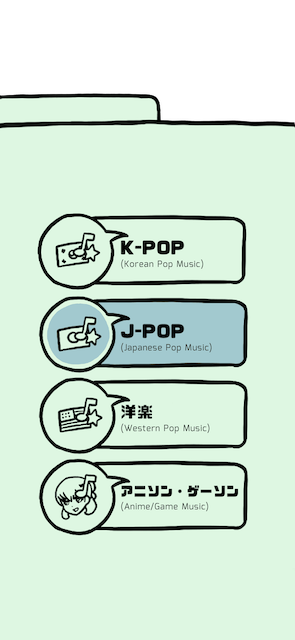 K-POP
(Korean Pop Music)
J-POP
(Japanese Pop Music)
洋楽
(Western Pop Music)
アニソン・ゲーソン
(Anime/Game Music)